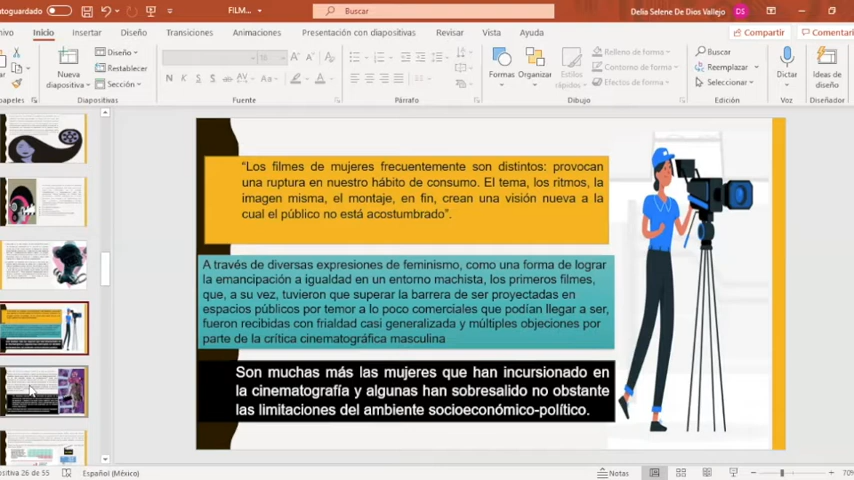 utoguardado
FILM...
Buscar
Delia Selene De Dios Vallejo
DS
Inicio Insertar Diseño Transiciones Animaciones Presentación con diapositivas Revisar Vista Ayuda Compartir
Nueva diapositiva
Diseño
Restablecer
Sección
N K S
16
Formas
Organizar
Estilos rápidos
Relleno de forma
Contorno de forma
Efectos de forma
Buscar
Reemplazar
Seleccionar
Dictar
Ideas de diseño
Diapositivas Fuente Párrafo Dibujo Edición Voz Diseñador
“Los filmes de mujeres frecuentemente son distintos: provocan
una ruptura en nuestro hábito de consumo. El tema, los ritmos, la
imagen misma, el montaje, en fin, crean una visión nueva a la
cual el público no está acostumbrado”.
A través de diversas expresiones de feminismo, como una forma de lograr
la emancipación a igualdad en un entorno machista, los primeros filmes,
que, a su vez, tuvieron que superar la barrera de ser proyectadas en
espacios públicos por temor a lo poco comerciales que podían llegar a ser,
fueron recibidas con frialdad casi generalizada y múltiples objeciones por
parte de la crítica cinematográfica masculina
Son muchas más las mujeres que han incursionado en
la cinematografía y algunas han sobresalido no obstante
las limitaciones del ambiente socioeconómico-político.
sitiva 26 de 55 Español (México) Notas 70%